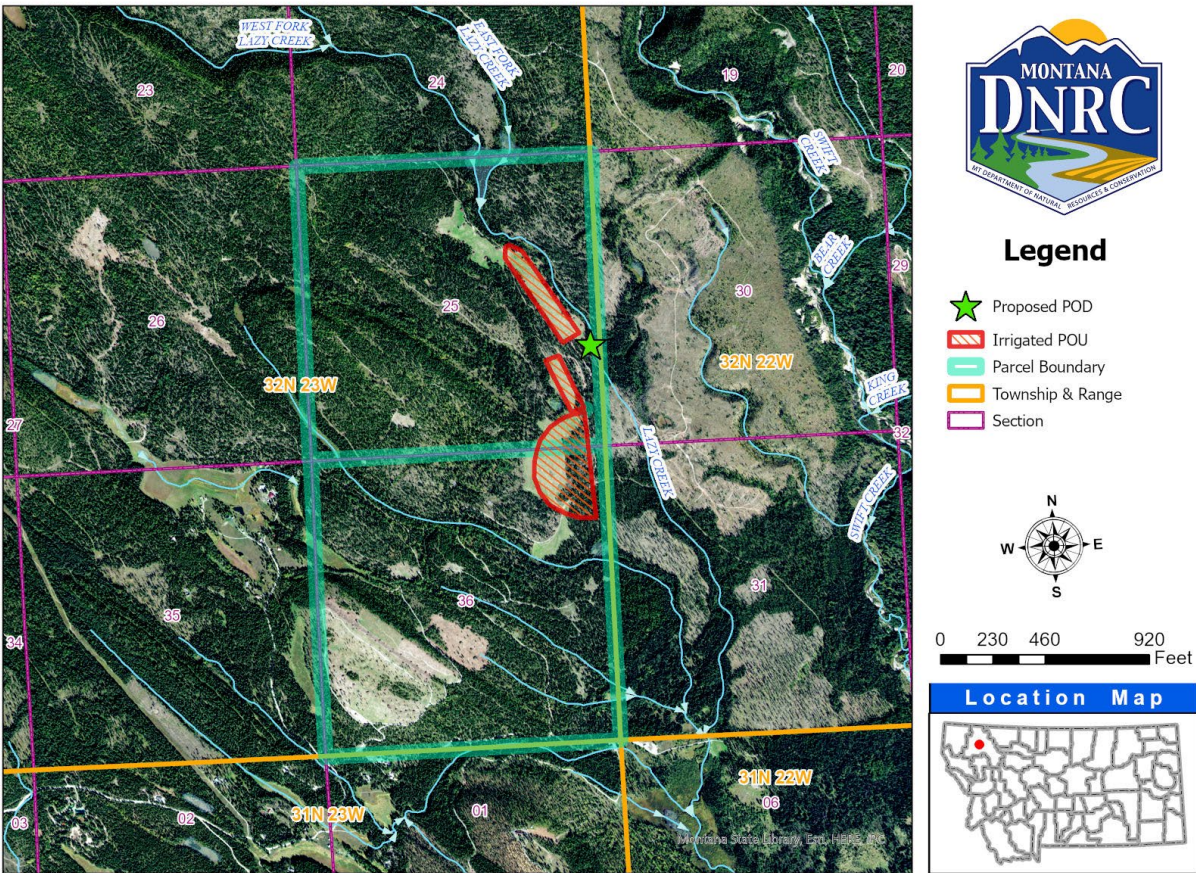 WEST FORK
LAZY CREEK
EAST FORK
LAZY CREEK
19
20
23
24
SWIFT
CREEK
BEAR
CREEK
29
30
25
26
32N 23W
32N 22W
KING
CREEK
27
32
LAZY CREEK
SWIFT CREEK
31
36
35
34
31N 22W
06
31N 23W
01
02
03
Montana State Library, Esri, HERE, iPC
MONTANA
DNRC
MT DEPARTMENT OF NATURAL RESOURCES & CONSERVATION
Legend
Proposed POD
Irrigated POU
Parcel Boundary
Township & Range
Section
N
W
E
S
0 230 460 920
Feet
Location Map